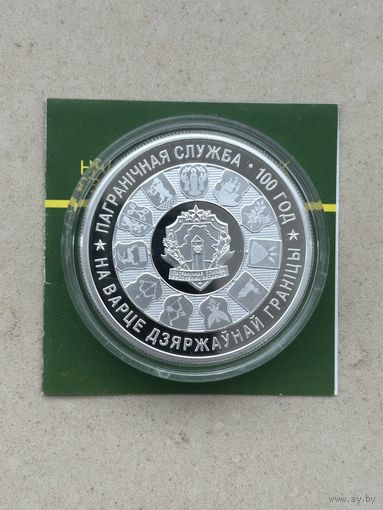 ПАГРАНІЧНАЯ СЛУЖБА · 100 ГОД
★ НА ВАРЦЕ ДЗЯРЖАЎНАЙ ГРАНІЦЫ ★
www.ay.by